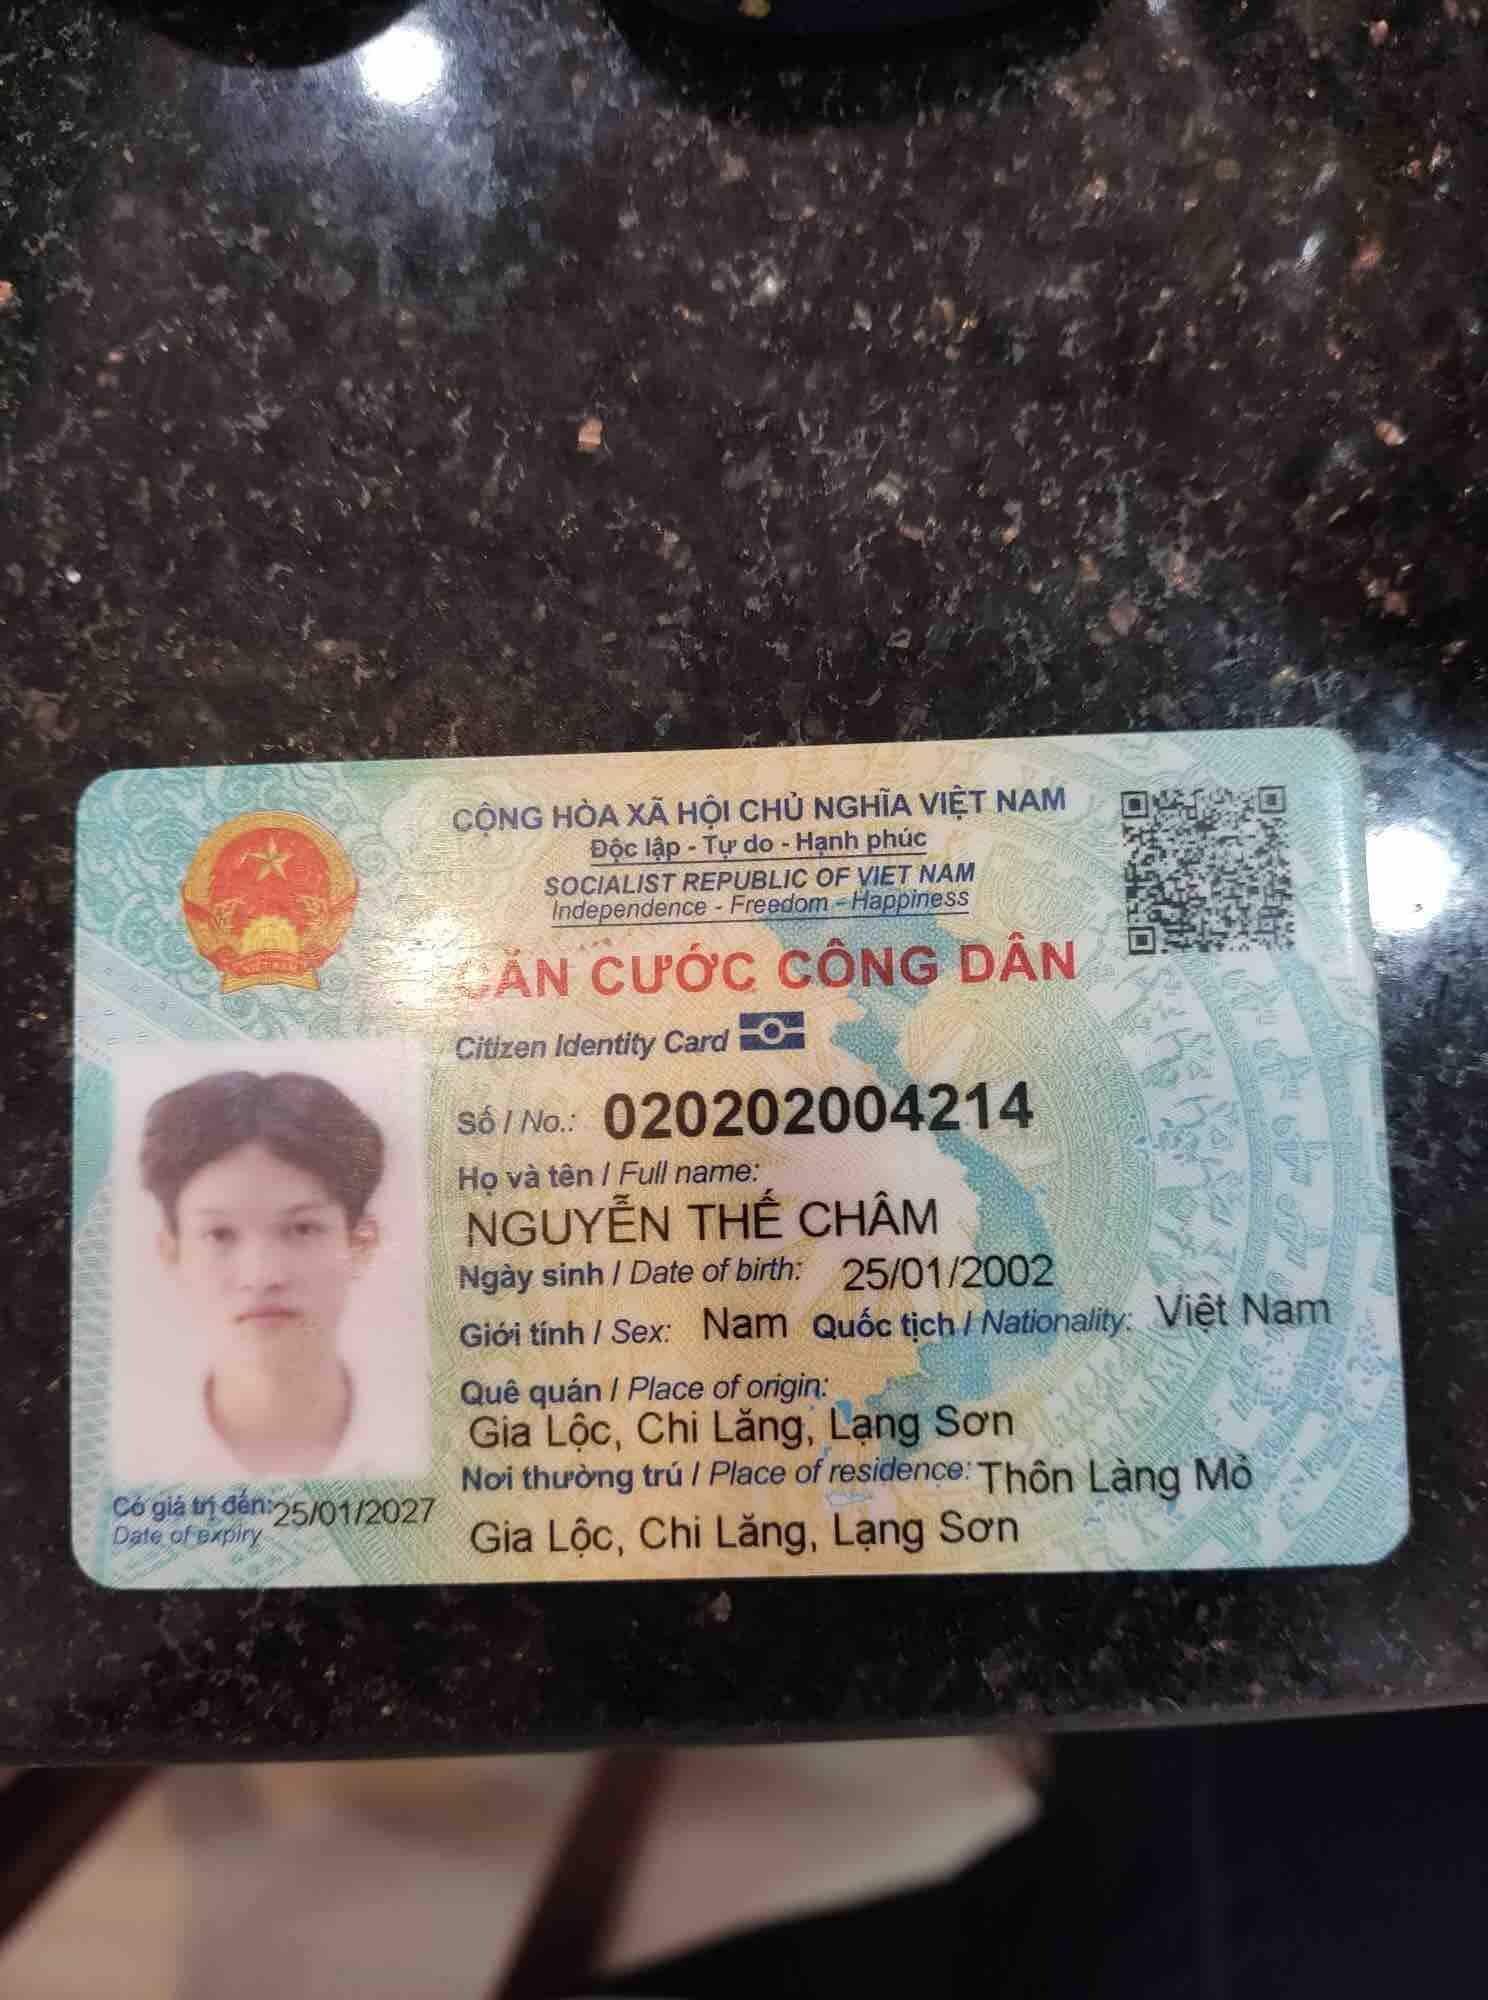 CỘNG HÒA XÃ HỘI CHỦ NGHĨA VIỆT NAM
Độc lập - Tự do - Hạnh phúc
SOCIALIST REPUBLIC OF VIET NAM
Independence - Freedom - Happiness
CĂN CƯỚC CÔNG DÂN
Citizen Identity Card
Số / No.: 020202004214
Họ và tên / Full name:
NGUYỄN THẾ CHÂM
Ngày sinh / Date of birth: 25/01/2002
Giới tính / Sex: Nam Quốc tịch / Nationality: Việt Nam
Quê quán / Place of origin:
Gia Lộc, Chi Lăng, Lạng Sơn
Nơi thường trú / Place of residence: Thôn Làng Mỏ
Gia Lộc, Chi Lăng, Lạng Sơn
Có giá trị đến: 25/01/2027
Date of expiry